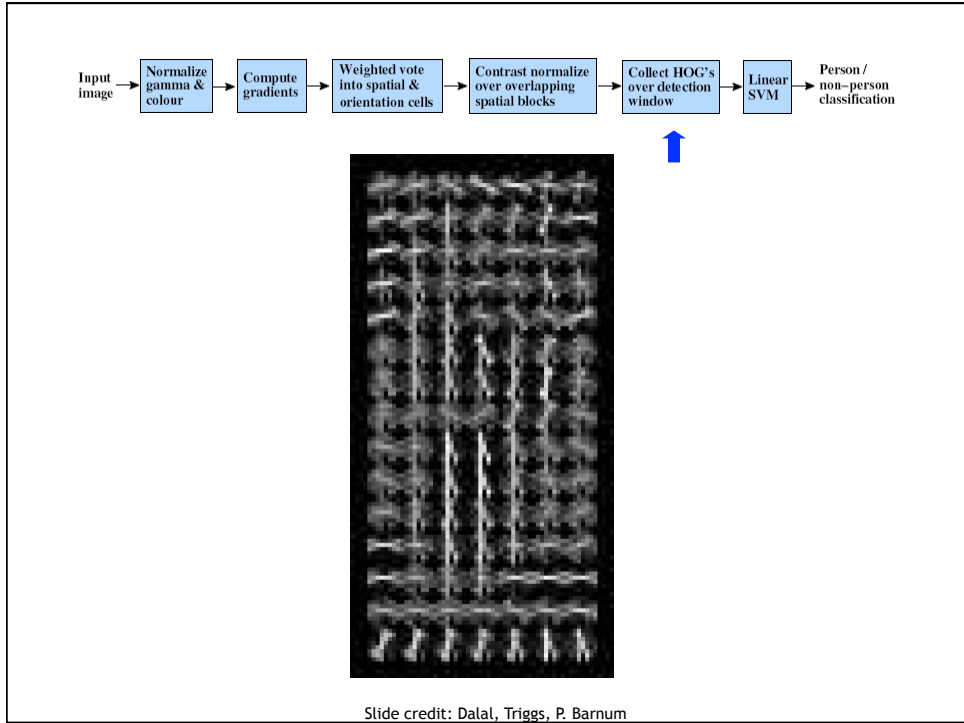 Input
image
Normalize
gamma &
colour
Compute
gradients
Weighted vote
into spatial &
orientation cells
Contrast normalize
over overlapping
spatial blocks
Collect HOG's
over detection
window
Linear
SVM
Person /
non–person
classification
Slide credit: Dalal, Triggs, P. Barnum